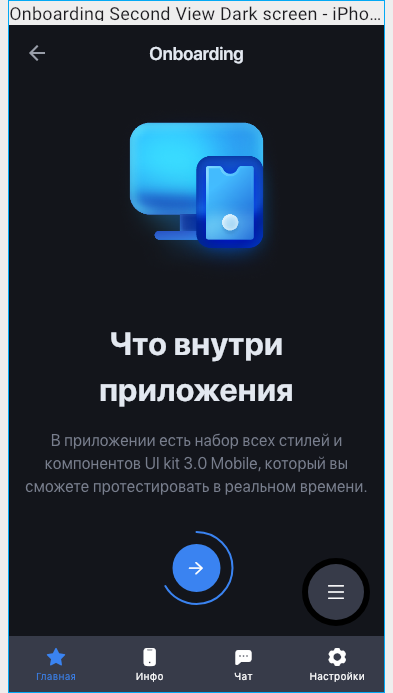 Onboarding Second View Dark screen - iPho...
Onboarding
Что внутри
приложения
В приложении есть набор всех стилей и
компонентов UI kit 3.0 Mobile, который вы
сможете протестировать в реальном времени.
Главная
Инфо
Чат
Настройки